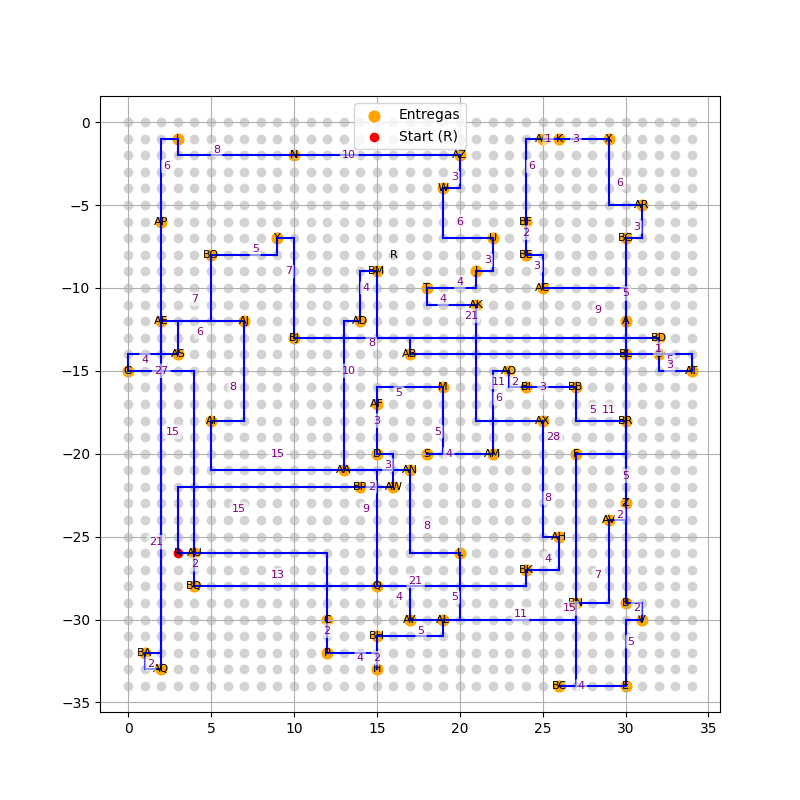 Entregas
Start (R)
0
A 1 K 3 X
8 N 10 AZ
6 6
W 3 6
AR
-5
AP 6 BF U 3
BO 5 Y R BE 2 BG
3 3
7 BM 4
T 4 AC
-10
7 4 4 AK 5
21 9
AE AJ AD A
6 BJ 8 BD
4 AS AB BL 1 5
G 27 10 AO 3 AT
-15
8 5 M 11 2 BI 3 BB
AF 6
5 11
AI 3 AX BR
15 5 28
D S 4 AM F
-20
15 3
AA AN 5
BP 2 AW
15 9 8 Z
AV 2
8
-25
21 AH
AU L 4
2 13 BK 7
BQ Q 21
4 5 15 BN B 2
-30
C AY AL 11 V
2 BH 5 5
BA P 4 2
2 AQ H
BC 4 E
-35
0 5 10 15 20 25 30 35